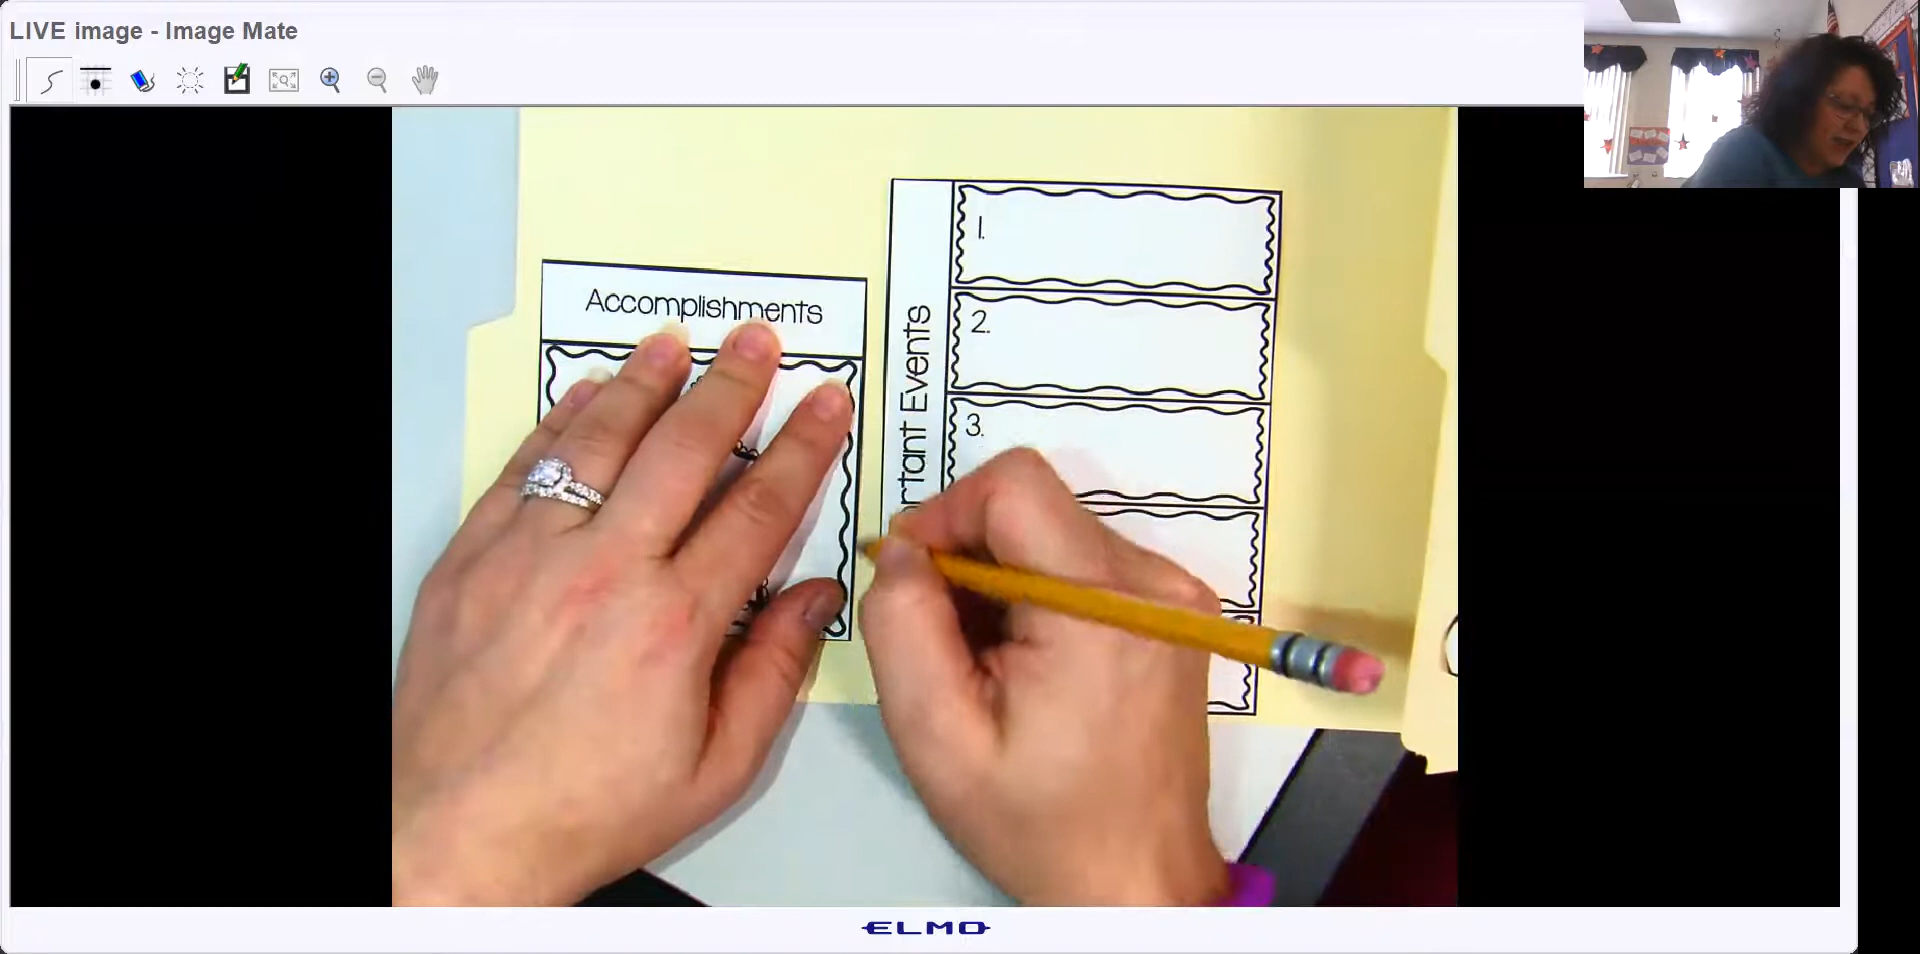 LIVE image - Image Mate
Accomplishments
rtant Events
1.
2.
3.
ELMO